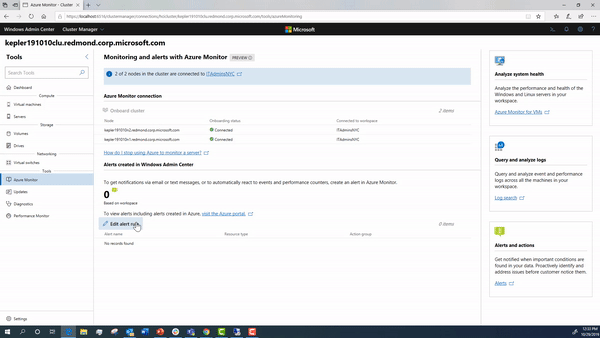 Azure Monitor - Cluster
https://localhost:6516/clustermanager/connections/hcicluster/kepler191010clu.redmond.corp.microsoft.com/tools/azuremonitoring
Windows Admin Center
Cluster Manager
Microsoft
kepler191010clu.redmond.corp.microsoft.com
Tools
Search Tools
Dashboard
Compute
Virtual machines
Servers
Storage
Volumes
Drives
Networking
Virtual switches
Tools
Azure Monitor
Updates
Diagnostics
Performance Monitor
Settings
Monitoring and alerts with Azure Monitor
PREVIEW
2 of 2 nodes in the cluster are connected to ITAdminsNYC
Azure Monitor connection
Onboard cluster
2 items
Node Onboarding status Connected to workspace
kepler191010n2.redmond.corp.microsoft.com Connected ITAdminsNYC
kepler191010n1.redmond.corp.microsoft.com Connected ITAdminsNYC
How do I stop using Azure to monitor a server?
Alerts created in Windows Admin Center
To get notifications via email or text messages, or to automatically react to events and performance counters, create an alert in Azure Monitor.
0
Based on workspace
To view alerts including alerts created in Azure, visit the Azure portal.
Edit alert rule
0 items
Alert name Resource type Action group
No records found
Analyze system health
Analyze the performance and health of the
Windows and Linux servers in your
workspace.
Azure Monitor for VMs
Query and analyze logs
Query and analyze event and performance
logs across all the machines in your
workspace.
Log search
Alerts and actions
Get notified when important conditions are
found in your data. Proactively identify and
address issues before customer notice them.
Alerts
12:32 PM
10/29/2019